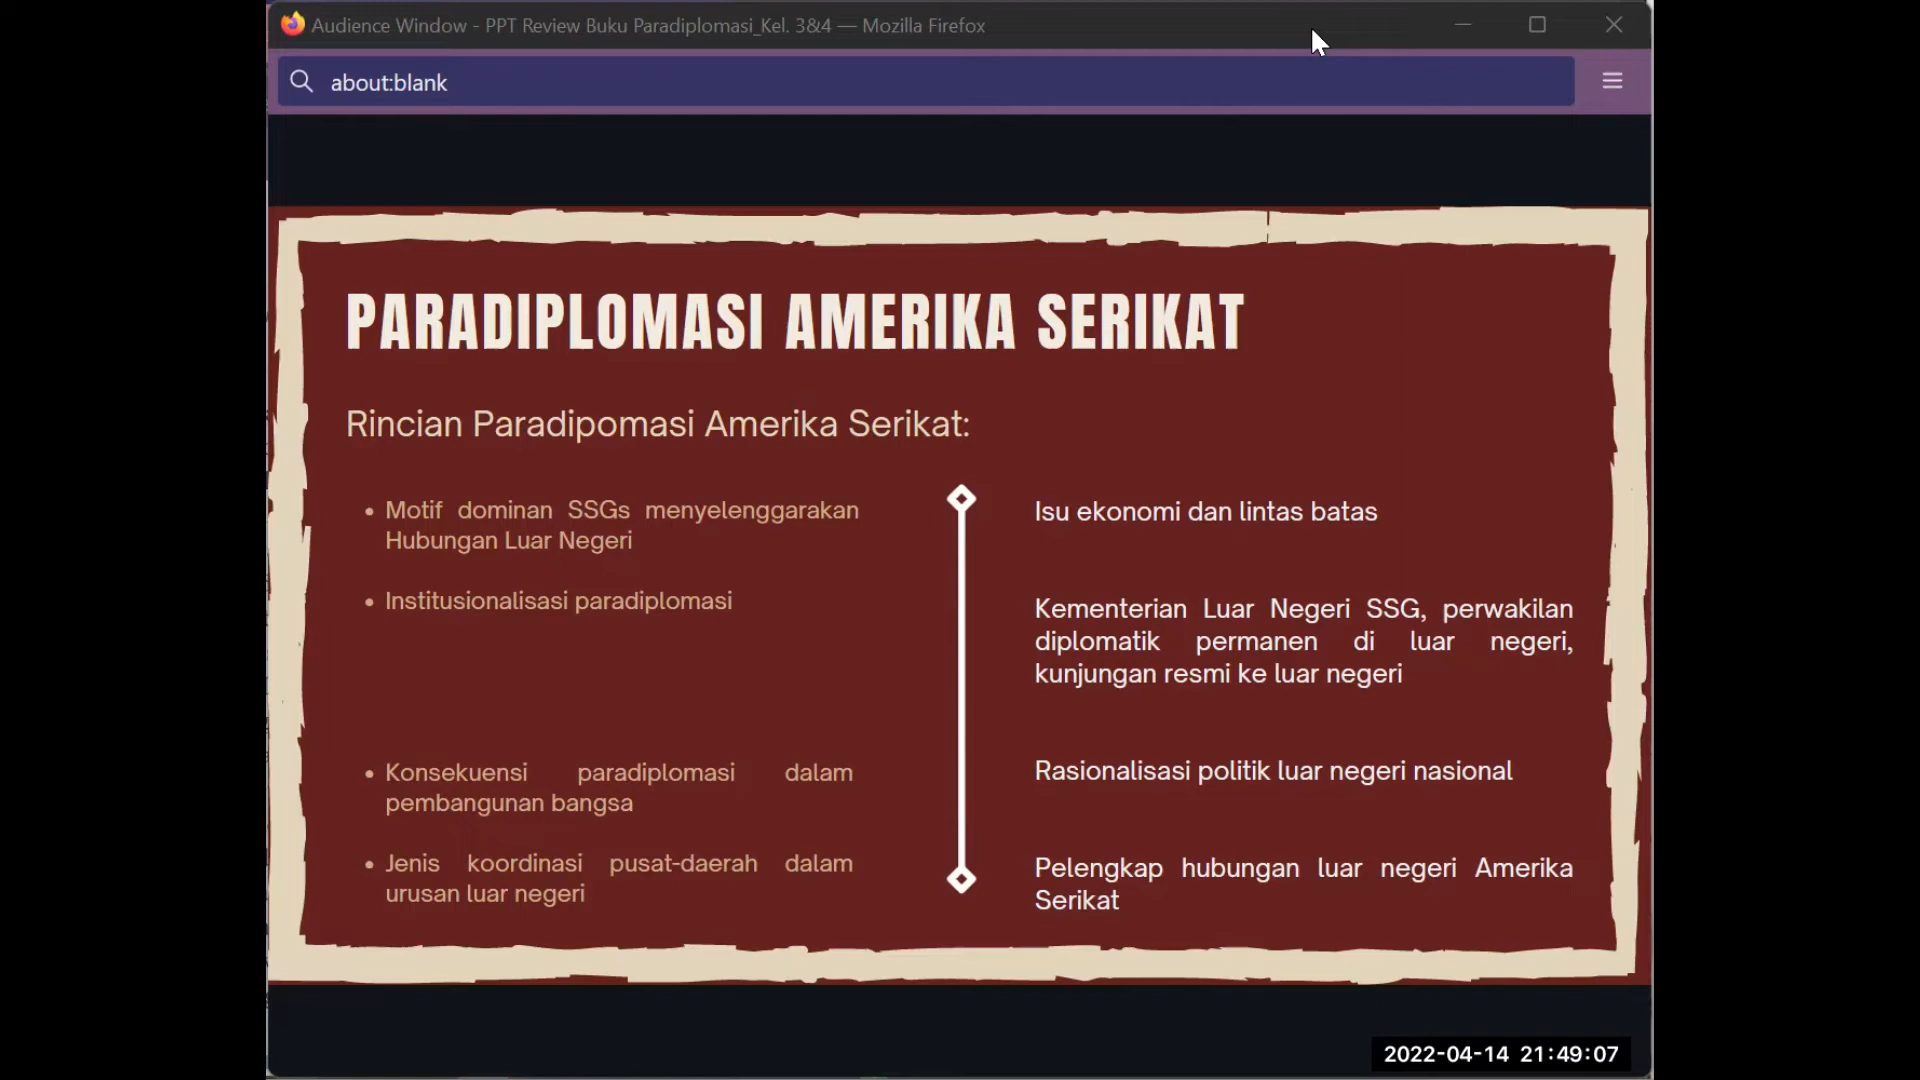 Audience Window - PPT Review Buku Paradiplomasi_Kel. 3&4 — Mozilla Firefox
about:blank
PARADIPLOMASI AMERIKA SERIKAT
Rincian Paradipomasi Amerika Serikat:
• Motif dominan SSGs menyelenggarakan
Hubungan Luar Negeri
Isu ekonomi dan lintas batas
• Institusionalisasi paradiplomasi
Kementerian Luar Negeri SSG, perwakilan
diplomatik permanen di luar negeri,
kunjungan resmi ke luar negeri
• Konsekuensi paradiplomasi dalam
pembangunan bangsa
Rasionalisasi politik luar negeri nasional
• Jenis koordinasi pusat-daerah dalam
urusan luar negeri
Pelengkap hubungan luar negeri Amerika
Serikat
2022-04-14 21:49:07